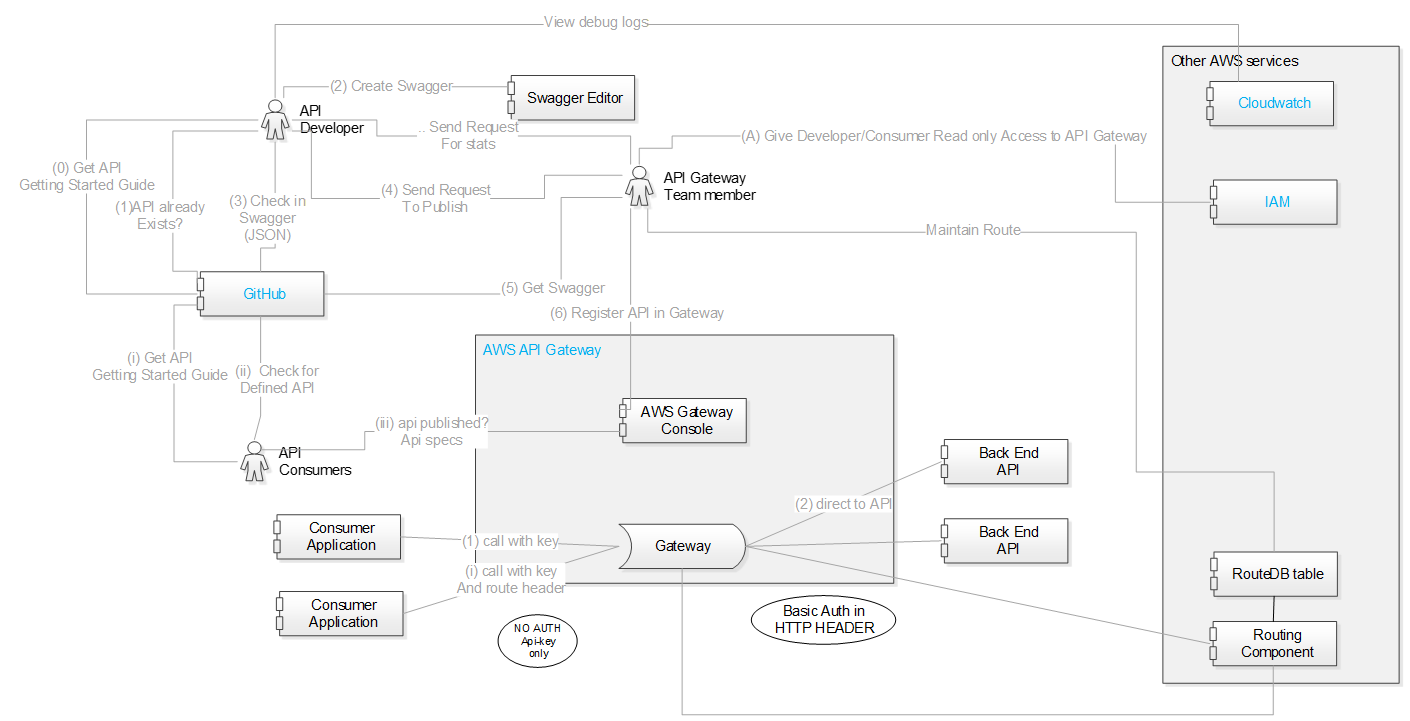 View debug logs
Other AWS services
(2) Create Swagger
Swagger Editor
Cloudwatch
API
Developer
.. Send Request
For stats
(A) Give Developer/Consumer Read only Access to API Gateway
(0) Get API
Getting Started Guide
(1)API already
Exists?
(3) Check in
Swagger
(JSON)
(4) Send Request
To Publish
API Gateway
Team member
IAM
Maintain Route
GitHub
(5) Get Swagger
(6) Register API in Gateway
AWS API Gateway
(i) Get API
Getting Started Guide
(ii) Check for
Defined API
(iii) api published?
Api specs
AWS Gateway
Console
API
Consumers
Back End
API
(2) direct to API
Consumer
Application
(1) call with key
Gateway
Back End
API
(i) call with key
And route header
RouteDB table
Consumer
Application
NO AUTH
Api-key
only
Basic Auth in
HTTP HEADER
Routing
Component